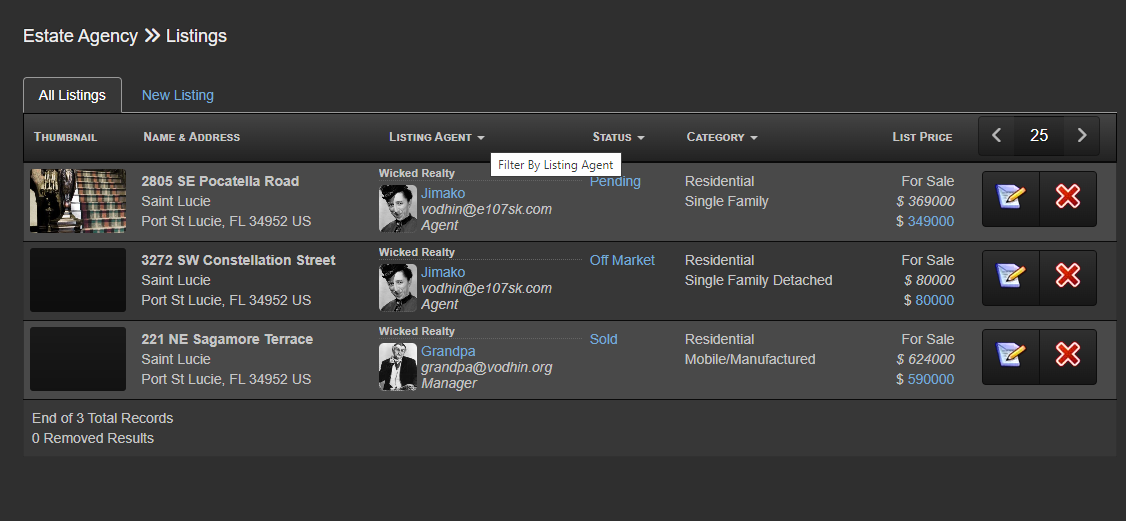 Estate Agency » Listings
All Listings
New Listing
Thumbnail
Name & Address
Listing Agent
Status
Category
List Price
25
Filter By Listing Agent
2805 SE Pocatella Road
Saint Lucie
Port St Lucie, FL 34952 US
Wicked Realty
Jimako
vodhin@e107sk.com
Agent
Pending
Residential
Single Family
For Sale
$ 369000
$ 349000
3272 SW Constellation Street
Saint Lucie
Port St Lucie, FL 34952 US
Wicked Realty
Jimako
vodhin@e107sk.com
Agent
Off Market
Residential
Single Family Detached
For Sale
$ 80000
$ 80000
221 NE Sagamore Terrace
Saint Lucie
Port St Lucie, FL 34952 US
Wicked Realty
Grandpa
grandpa@vodhin.org
Manager
Sold
Residential
Mobile/Manufactured
For Sale
$ 624000
$ 590000
End of 3 Total Records
0 Removed Results